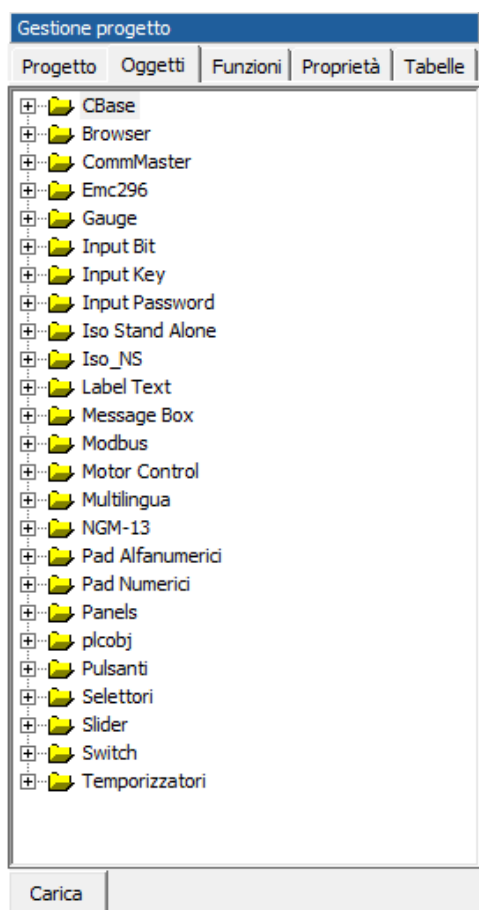 Gestione progetto
Progetto Oggetti Funzioni Proprietà Tabelle
CBase
Browser
CommMaster
Emc296
Gauge
Input Bit
Input Key
Input Password
Iso Stand Alone
Iso_NS
Label Text
Message Box
Modbus
Motor Control
Multilingua
NGM-13
Pad Alfanumerici
Pad Numerici
Panels
plcobj
Pulsanti
Selettori
Slider
Switch
Temporizzatori
Carica